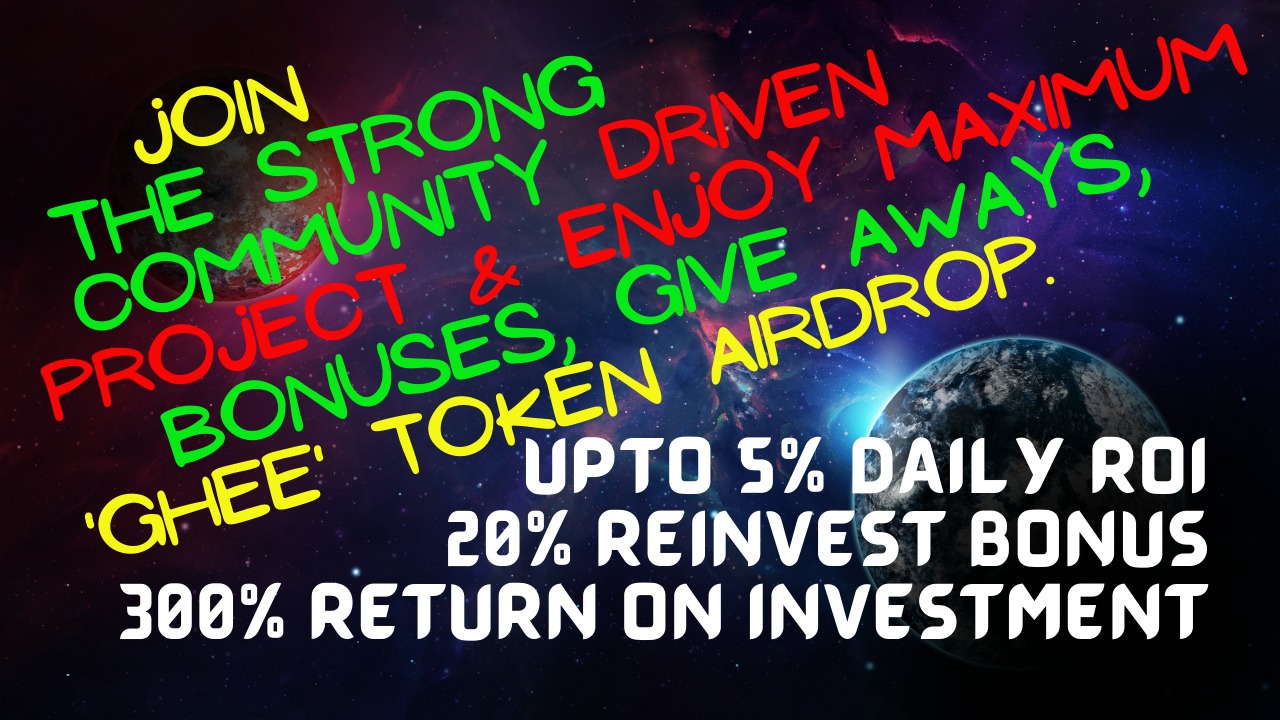 JOIN
THE STRONG
COMMUNITY DRIVEN
PROJECT & ENJOY MAXIMUM
BONUSES, GIVE AWAYS,
'GHEE' TOKEN AIRDROP.
UPTO 5% DAILY ROI
20% REINVEST BONUS
300% RETURN ON INVESTMENT